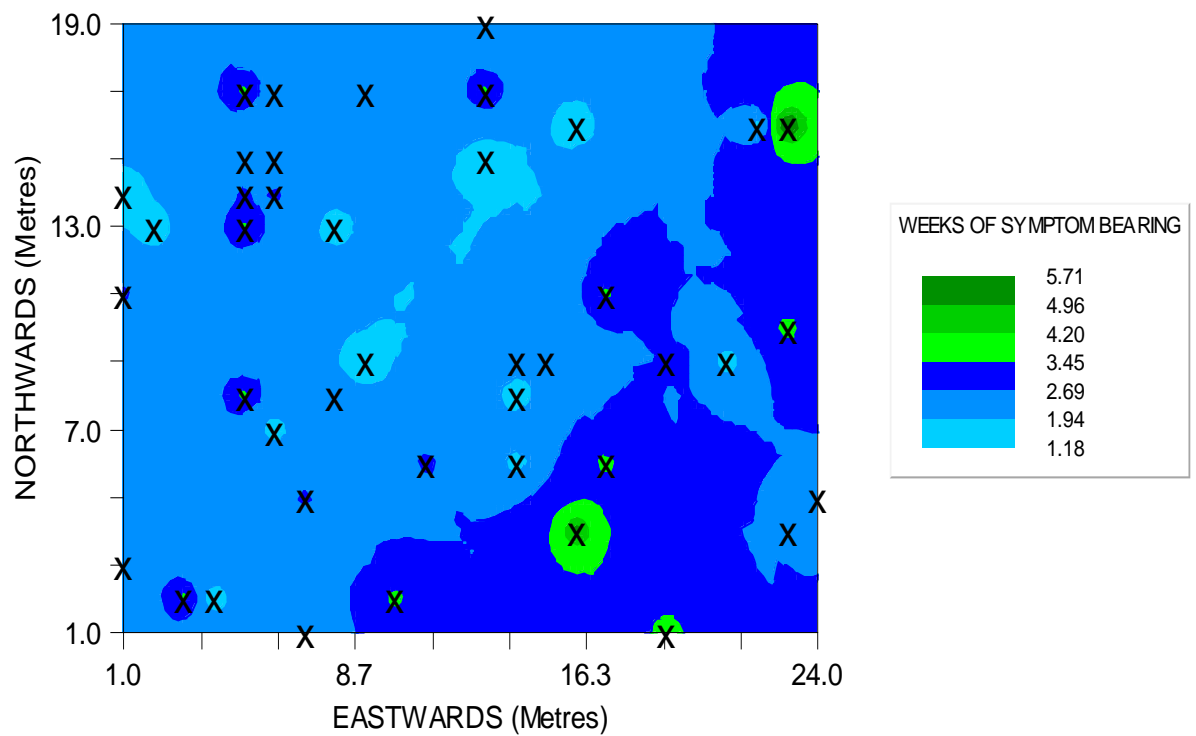 19.0
13.0
7.0
1.0
NORTHWARDS (Metres)
1.0 8.7 16.3 24.0
EASTWARDS (Metres)
WEEKS OF SYMPTOM BEARING
5.71
4.96
4.20
3.45
2.69
1.94
1.18